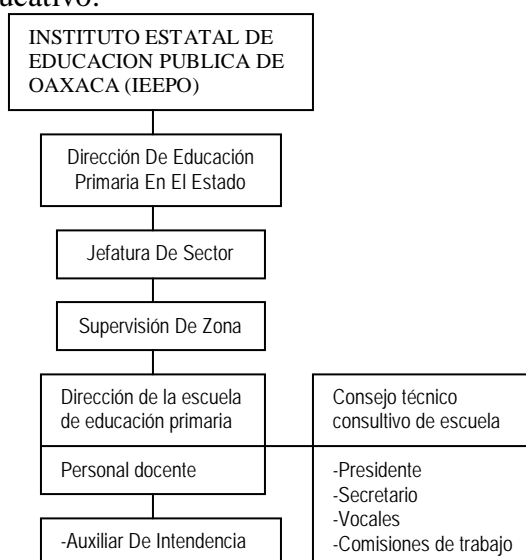 ucativo.
INSTITUTO ESTATAL DE
EDUCACION PUBLICA DE
OAXACA (IEEPO)
Dirección De Educación
Primaria En El Estado
Jefatura De Sector
Supervisión De Zona
Dirección de la escuela
de educación primaria
Personal docente
-Auxiliar De Intendencia
Consejo técnico
consultivo de escuela
-Presidente
-Secretario
-Vocales
-Comisiones de trabajo